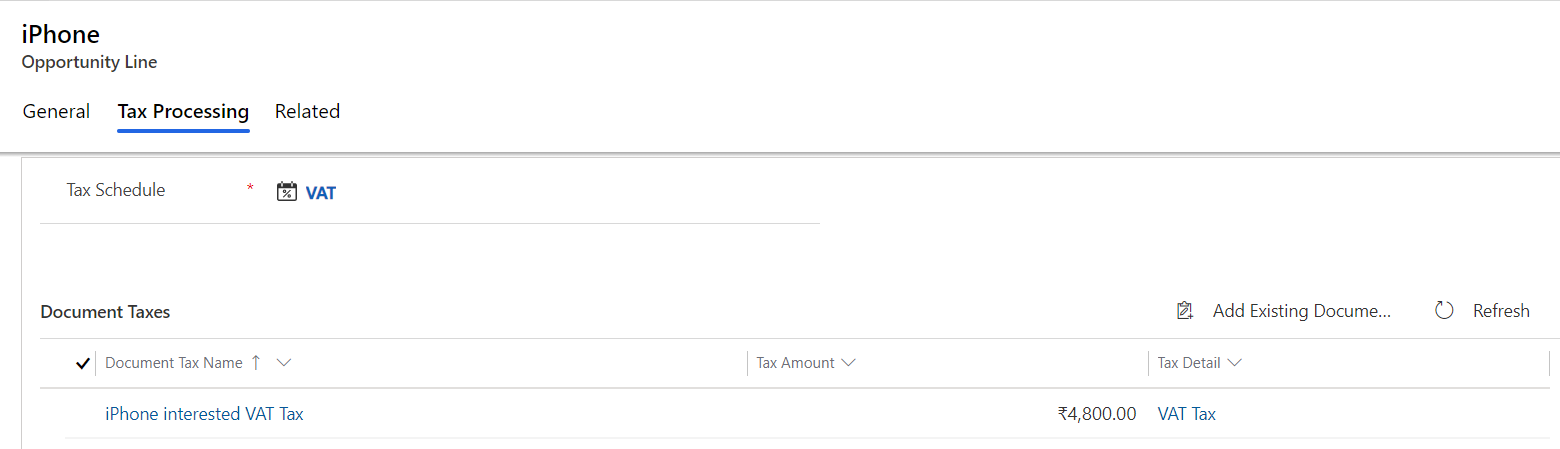 iPhone
Opportunity Line
General Tax Processing Related
Tax Schedule * VAT
Document Taxes Add Existing Docume... Refresh
Document Tax Name Tax Amount Tax Detail
iPhone interested VAT Tax ₹4,800.00 VAT Tax